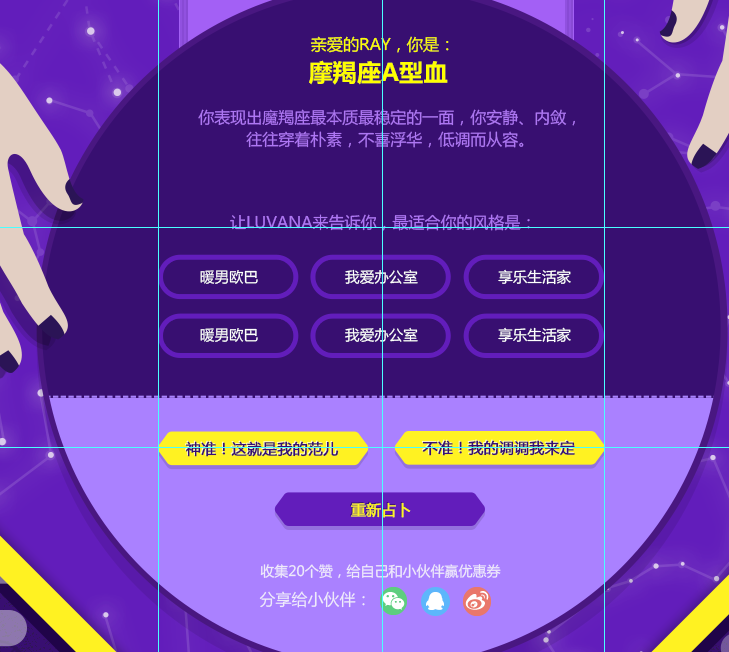 亲爱的RAY，你是：
摩羯座A型血
你表现出魔羯座最本质最稳定的一面，你安静、内敛，
往往穿着朴素，不喜浮华，低调而从容。
让LUVANA来告诉你，最适合你的风格是：
暖男欧巴 我爱办公室 享乐生活家
暖男欧巴 我爱办公室 享乐生活家
神准！这就是我的范儿 不准！我的调调我来定
重新占卜
收集20个赞，给自己和小伙伴赢优惠券
分享给小伙伴：